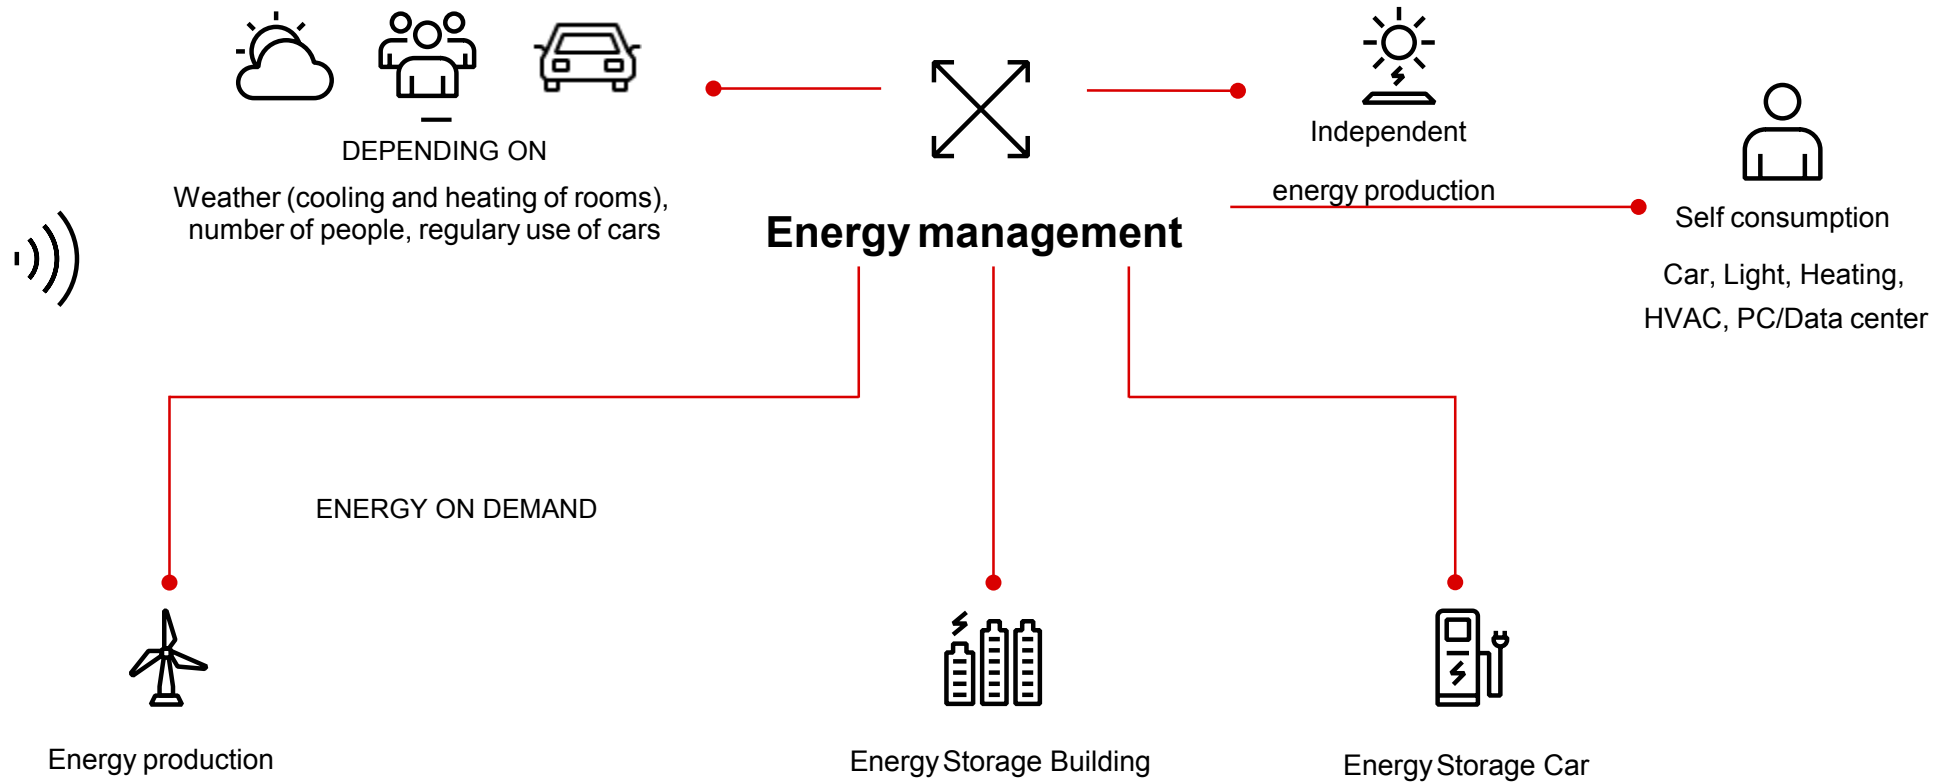 DEPENDING ON
Weather (cooling and heating of rooms),
number of people, regulary use of cars
Independent
energy production
Self consumption
Car, Light, Heating,
HVAC, PC/Data center
Energy management
ENERGY ON DEMAND
Energy production
Energy Storage Building
Energy Storage Car